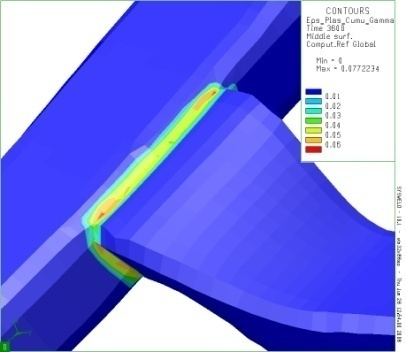 CONTOURS
Eps_Plas_Cumu_Gamma
Time 3600
Middle surf.
Comput.Ref Global
Min = 0
Max = 0.0772234
0.01
0.02
0.03
0.04
0.05
0.06
SYSWELD